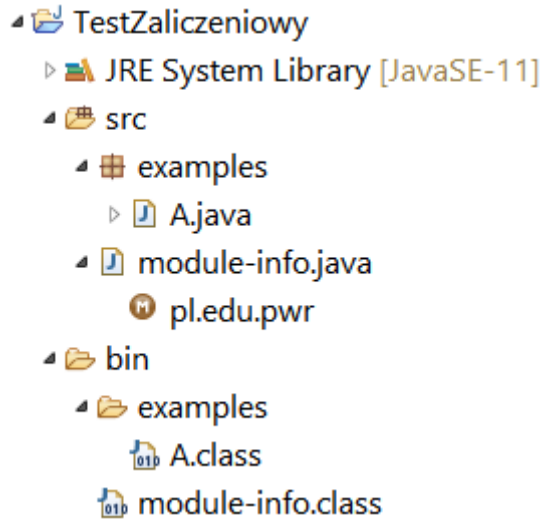 TestZaliczeniowy
JRE System Library [JavaSE-11]
src
examples
A.java
module-info.java
pl.edu.pwr
bin
examples
A.class
module-info.class